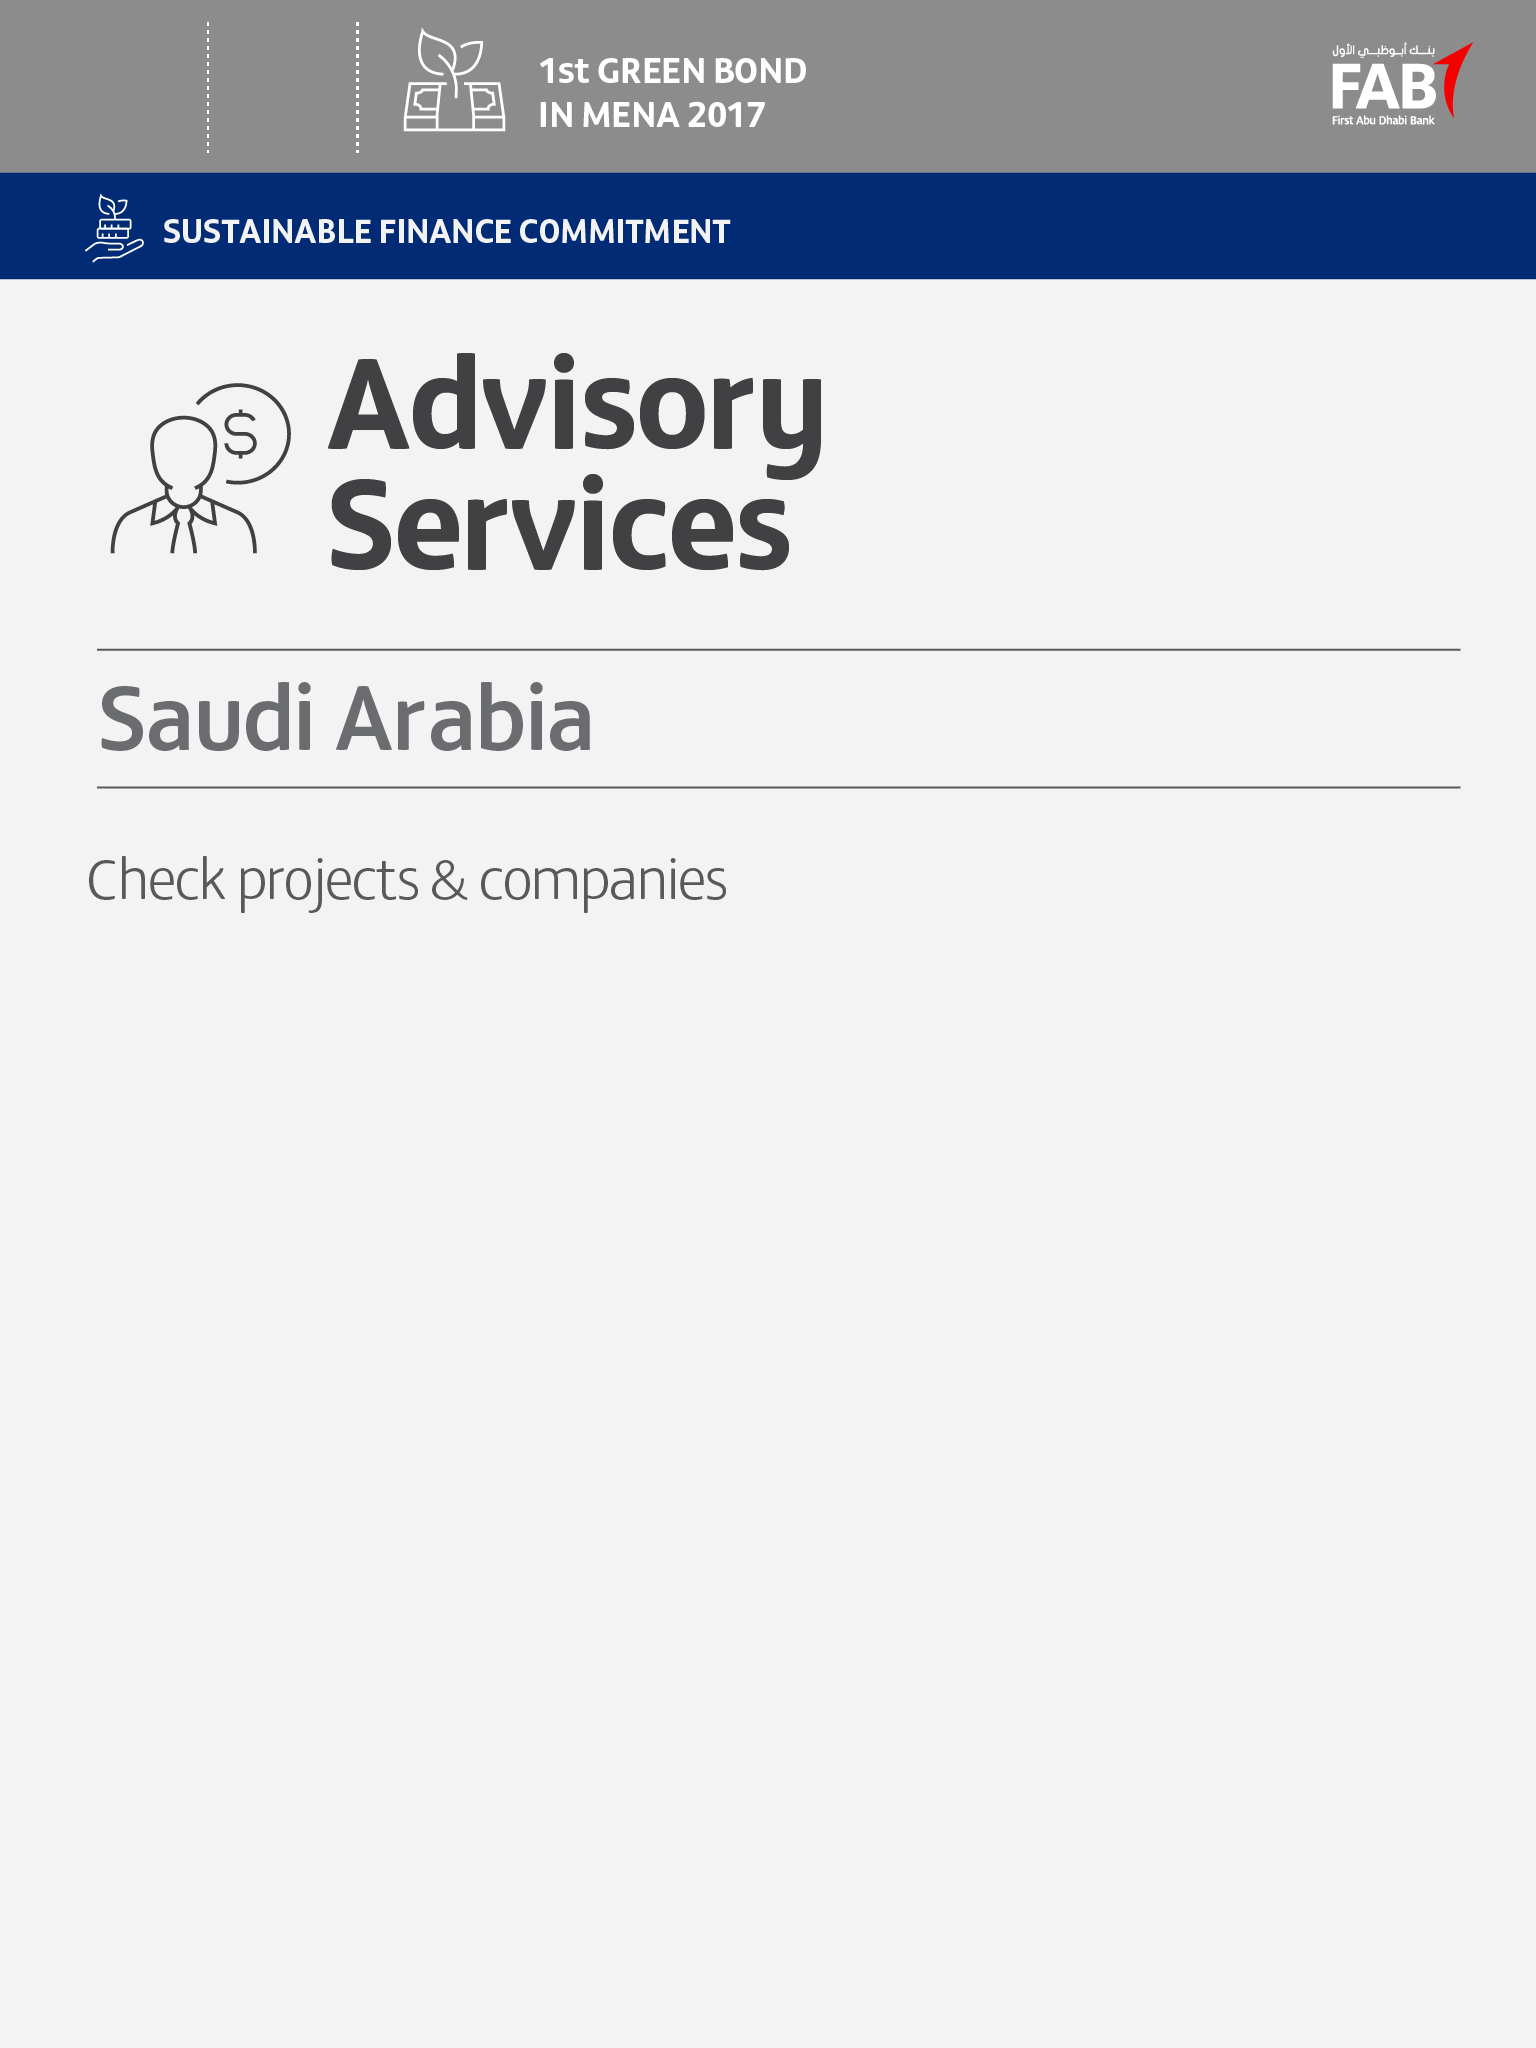 1st GREEN BOND
IN MENA 2017
بنك أبوظبي الأول
FAB
First Abu Dhabi Bank
SUSTAINABLE FINANCE COMMITMENT
$
Advisory
Services
Saudi Arabia
Check projects & companies